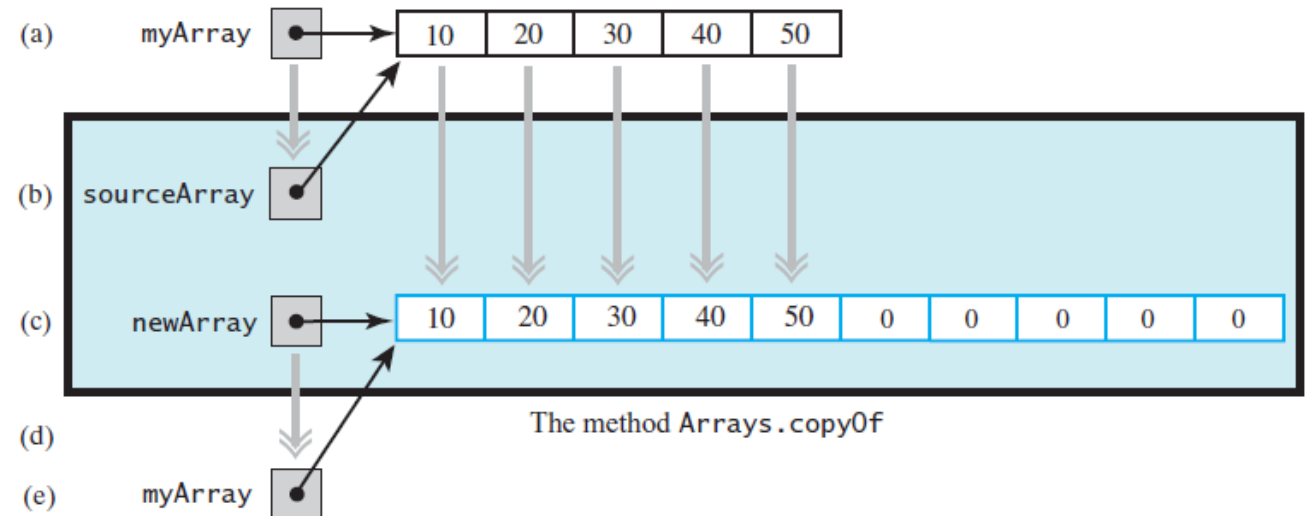 (a) myArray 10 20 30 40 50
(b) sourceArray
(c) newArray 10 20 30 40 50 0 0 0 0 0
The method Arrays.copyOf
(d)
(e) myArray